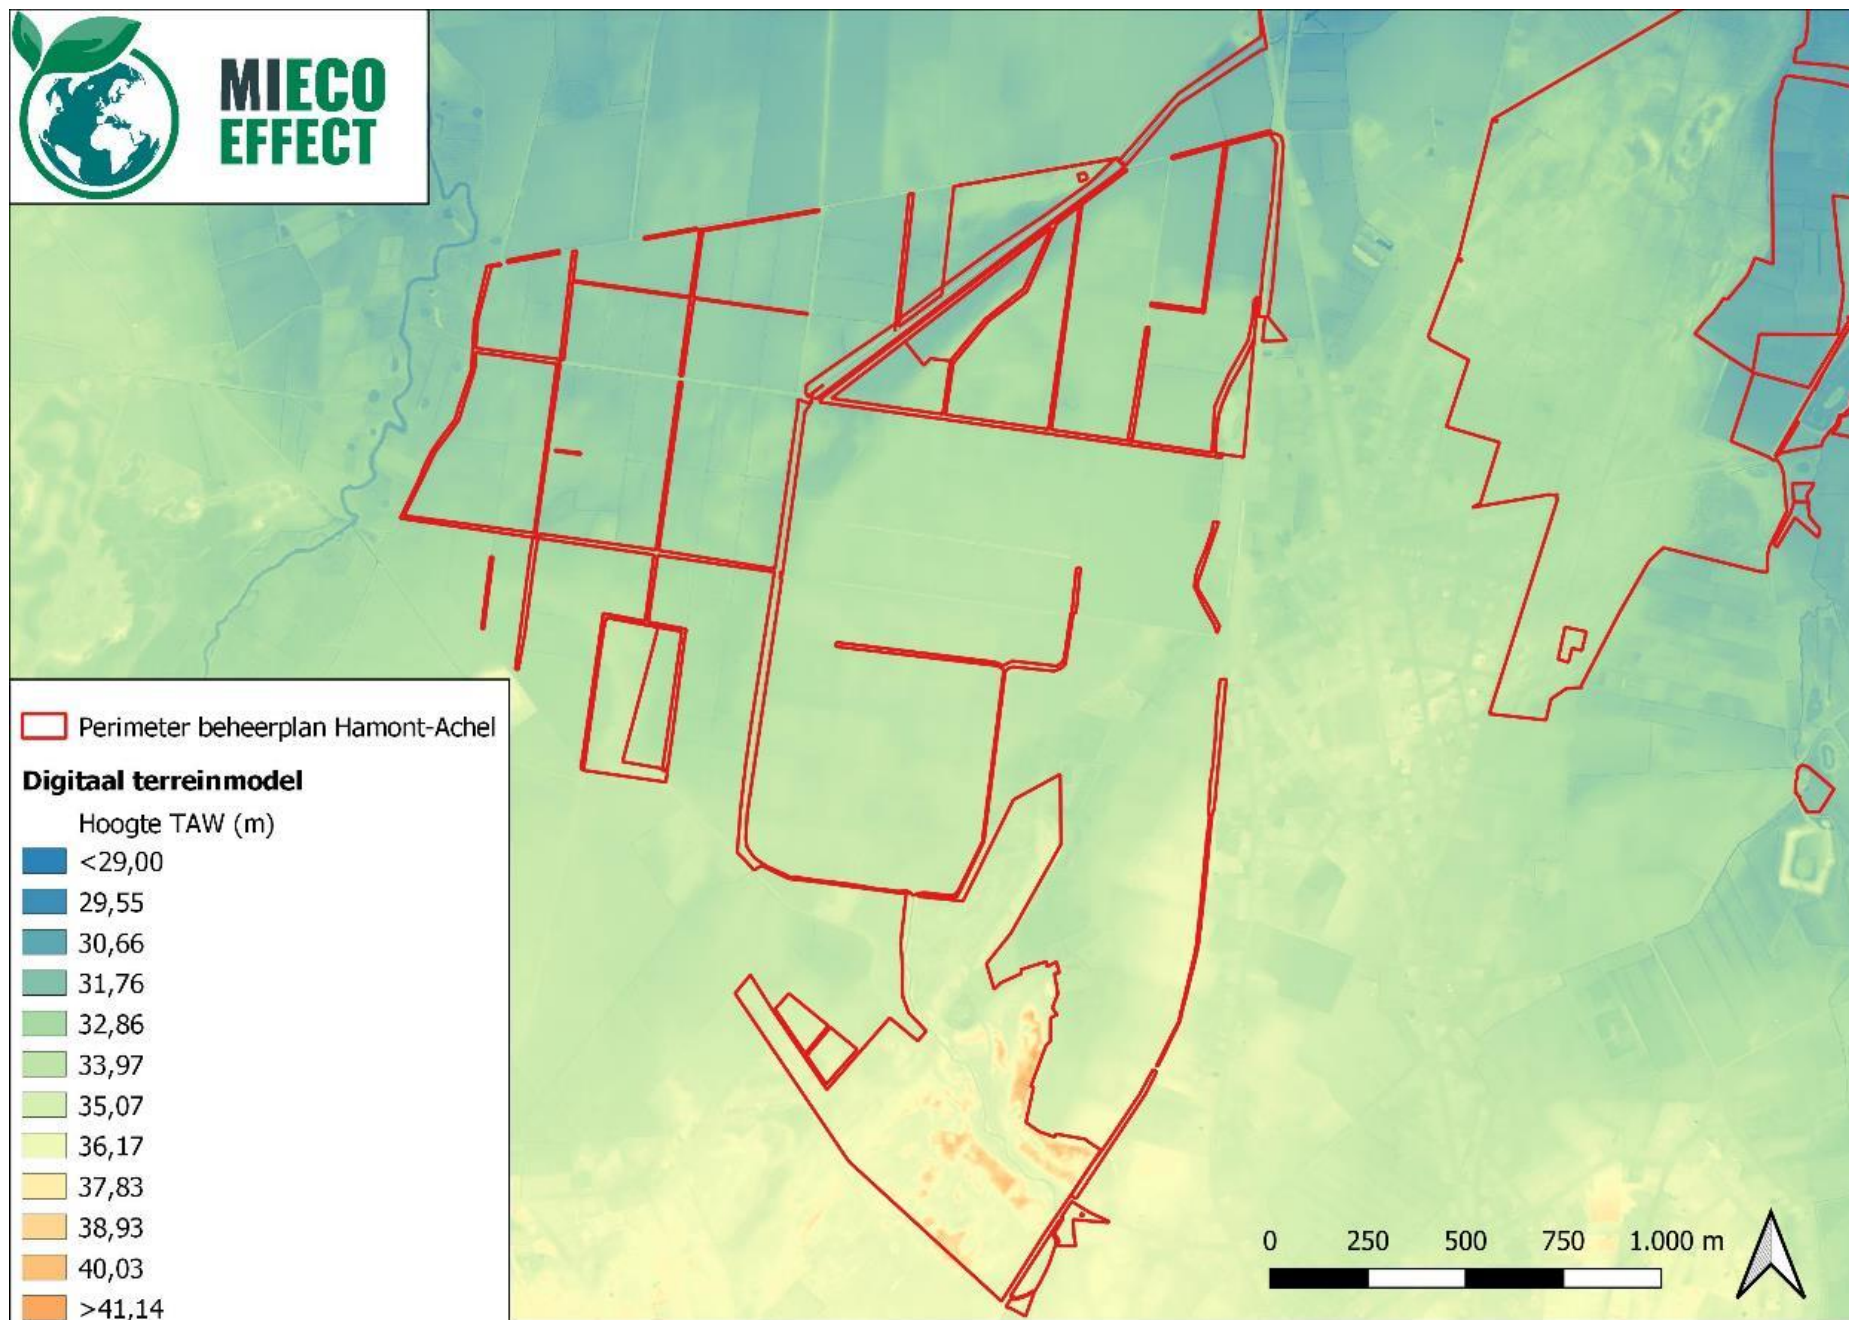 MIECO
EFFECT
Perimeter beheerplan Hamont-Achel
Digitaal terreinmodel
Hoogte TAW (m)
<29,00
29,55
30,66
31,76
32,86
33,97
35,07
36,17
37,83
38,93
40,03
>41,14
0 250 500 750 1.000 m